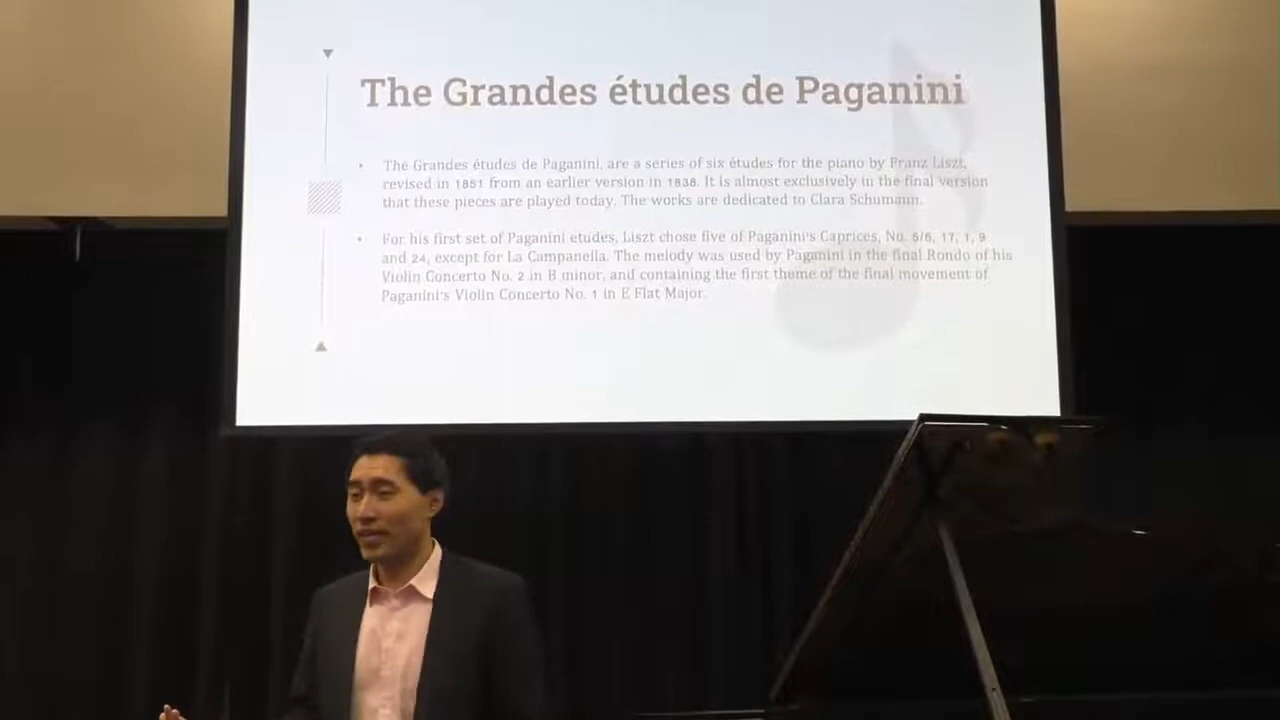 The Grandes études de Paganini
The Grandes études de Paganini, are a series of six études for the piano by Franz Liszt,
revised in 1851 from an earlier version in 1838. It is almost exclusively in the final version
that these pieces are played today. The works are dedicated to Clara Schumann.
For his first set of Paganini etudes, Liszt chose five of Paganini's Caprices, No. 5/6, 17, 1, 9
and 24, except for La Campanella. The melody was used by Paganini in the final Rondo of his
Violin Concerto No. 2 in B minor, and containing the first theme of the final movement of
Paganini's Violin Concerto No. 1 in E Flat Major.